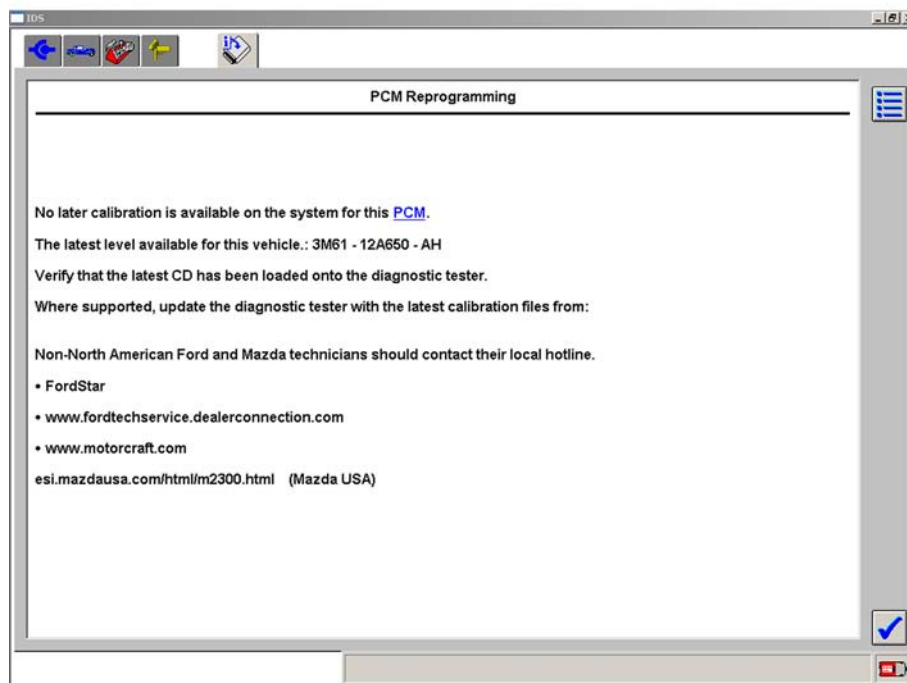 IDS
PCM Reprogramming
No later calibration is available on the system for this PCM.
The latest level available for this vehicle.: 3M61 - 12A650 - AH
Verify that the latest CD has been loaded onto the diagnostic tester.
Where supported, update the diagnostic tester with the latest calibration files from:
Non-North American Ford and Mazda technicians should contact their local hotline.
• FordStar
• www.fordtechservice.dealerconnection.com
• www.motorcraft.com
esi.mazdausa.com/html/m2300.html (Mazda USA)